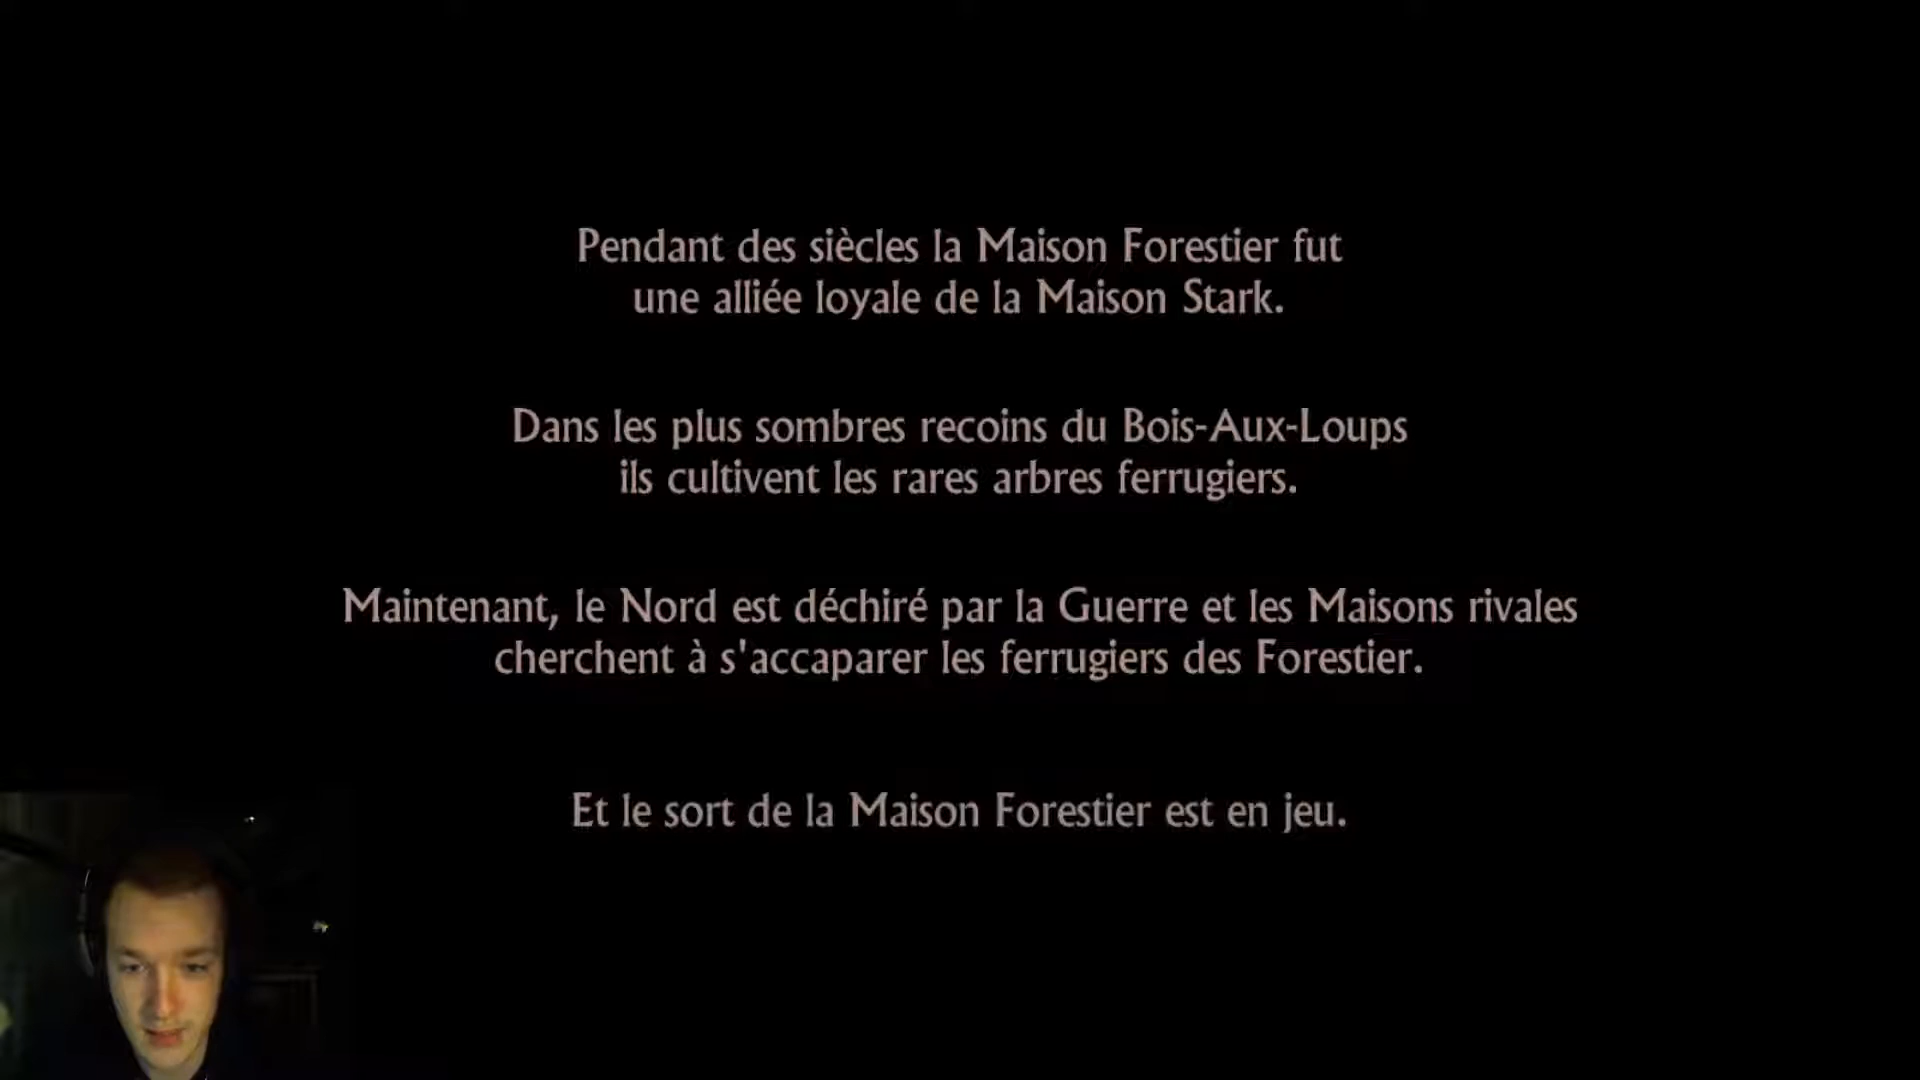 Pendant des siècles la Maison Forestier fut
une alliée loyale de la Maison Stark.
Dans les plus sombres recoins du Bois-Aux-Loups
ils cultivent les rares arbres ferrugiers.
Maintenant, le Nord est déchiré par la Guerre et les Maisons rivales
cherchent à s'accaparer les ferrugiers des Forestier.
Et le sort de la Maison Forestier est en jeu.